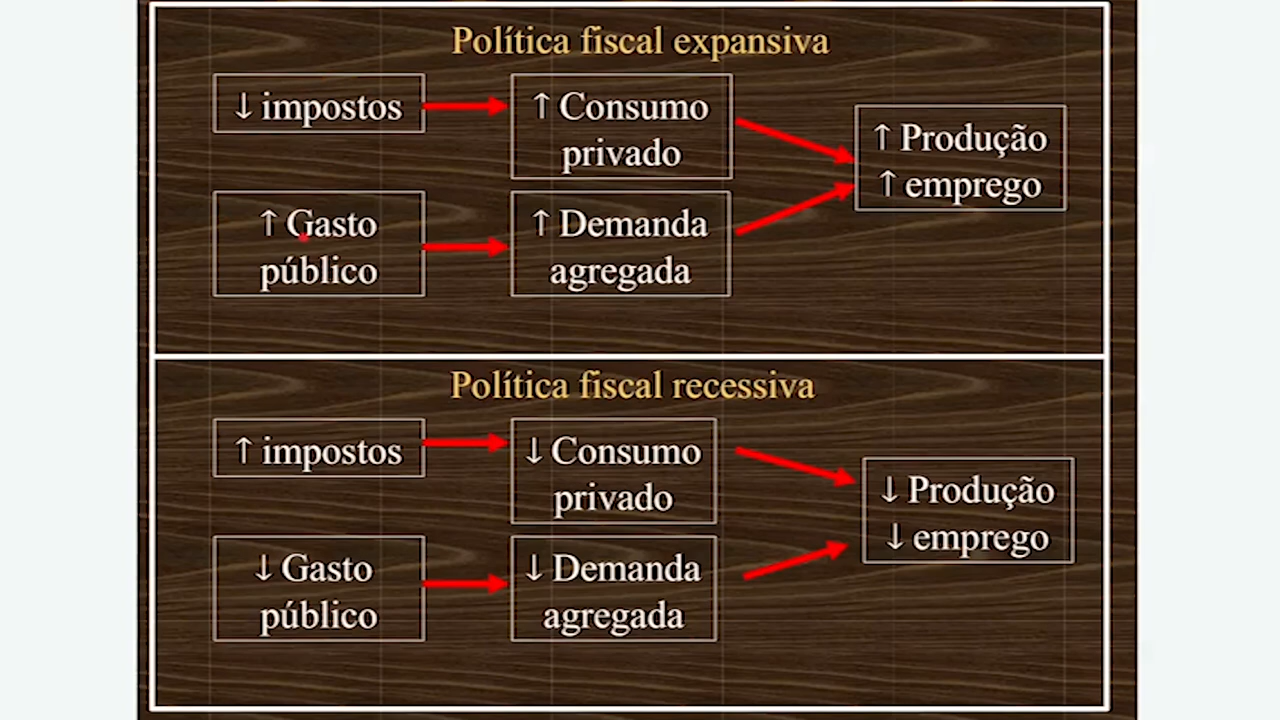 Política fiscal expansiva
↓ impostos
↑ Consumo
privado
↑ Gasto
público
↑ Demanda
agregada
↑ Produção
↑ emprego
Política fiscal recessiva
↑ impostos
↓ Consumo
privado
↓ Gasto
público
↓ Demanda
agregada
↓ Produção
↓ emprego